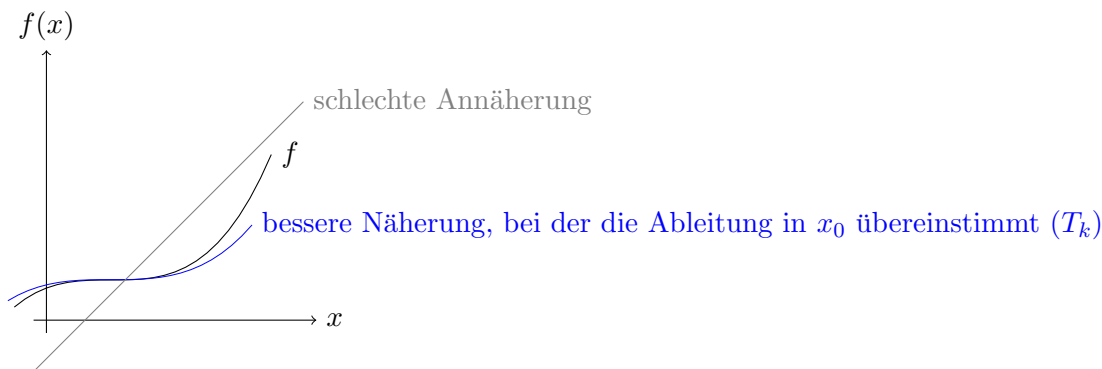 f(x)
schlechte Annäherung
f
bessere Näherung, bei der die Ableitung in x₀ übereinstimmt (Tₖ)
x